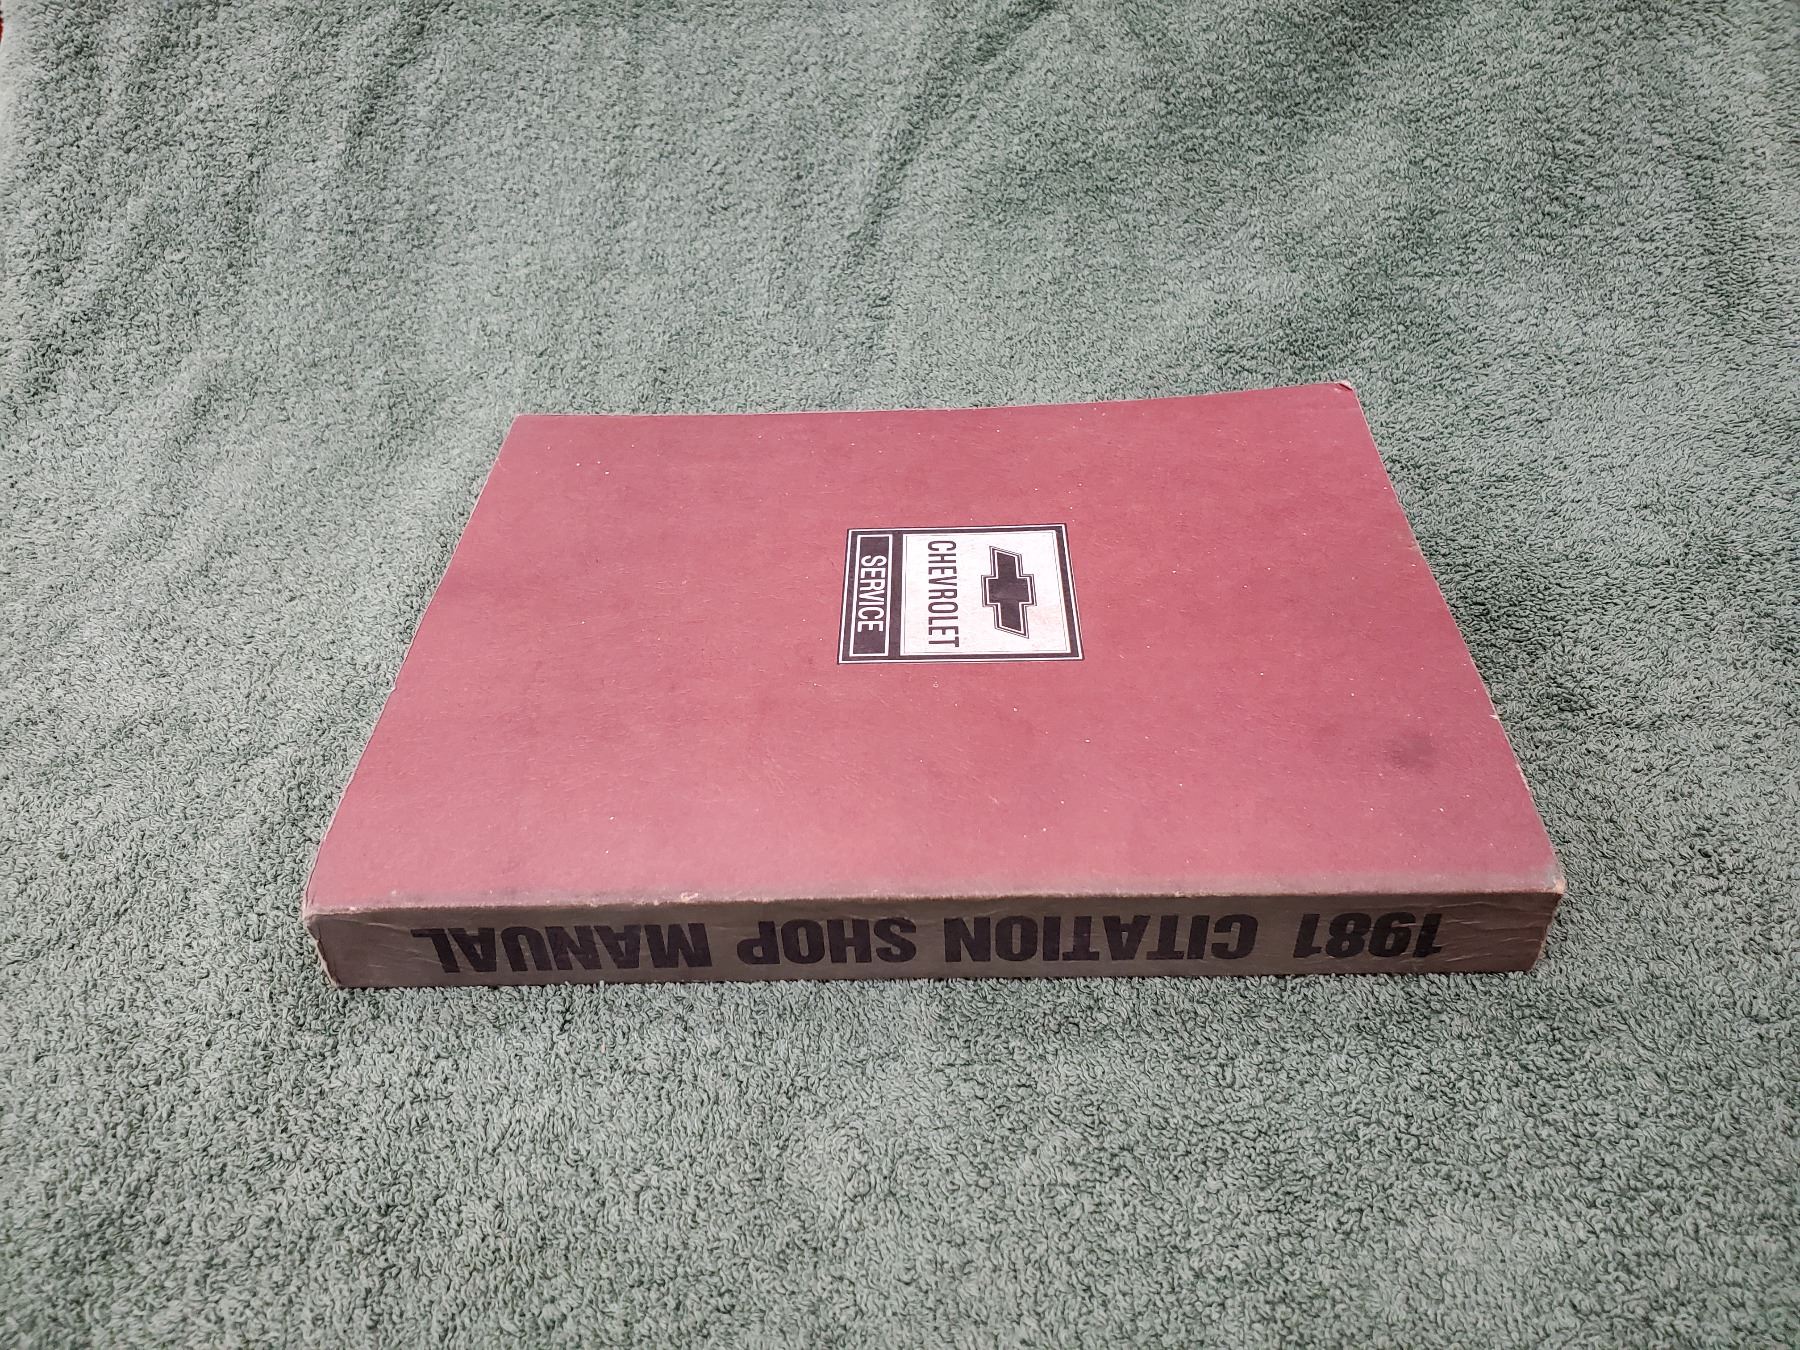 CHEVROLET
SERVICE
1981 CITATION SHOP MANUAL